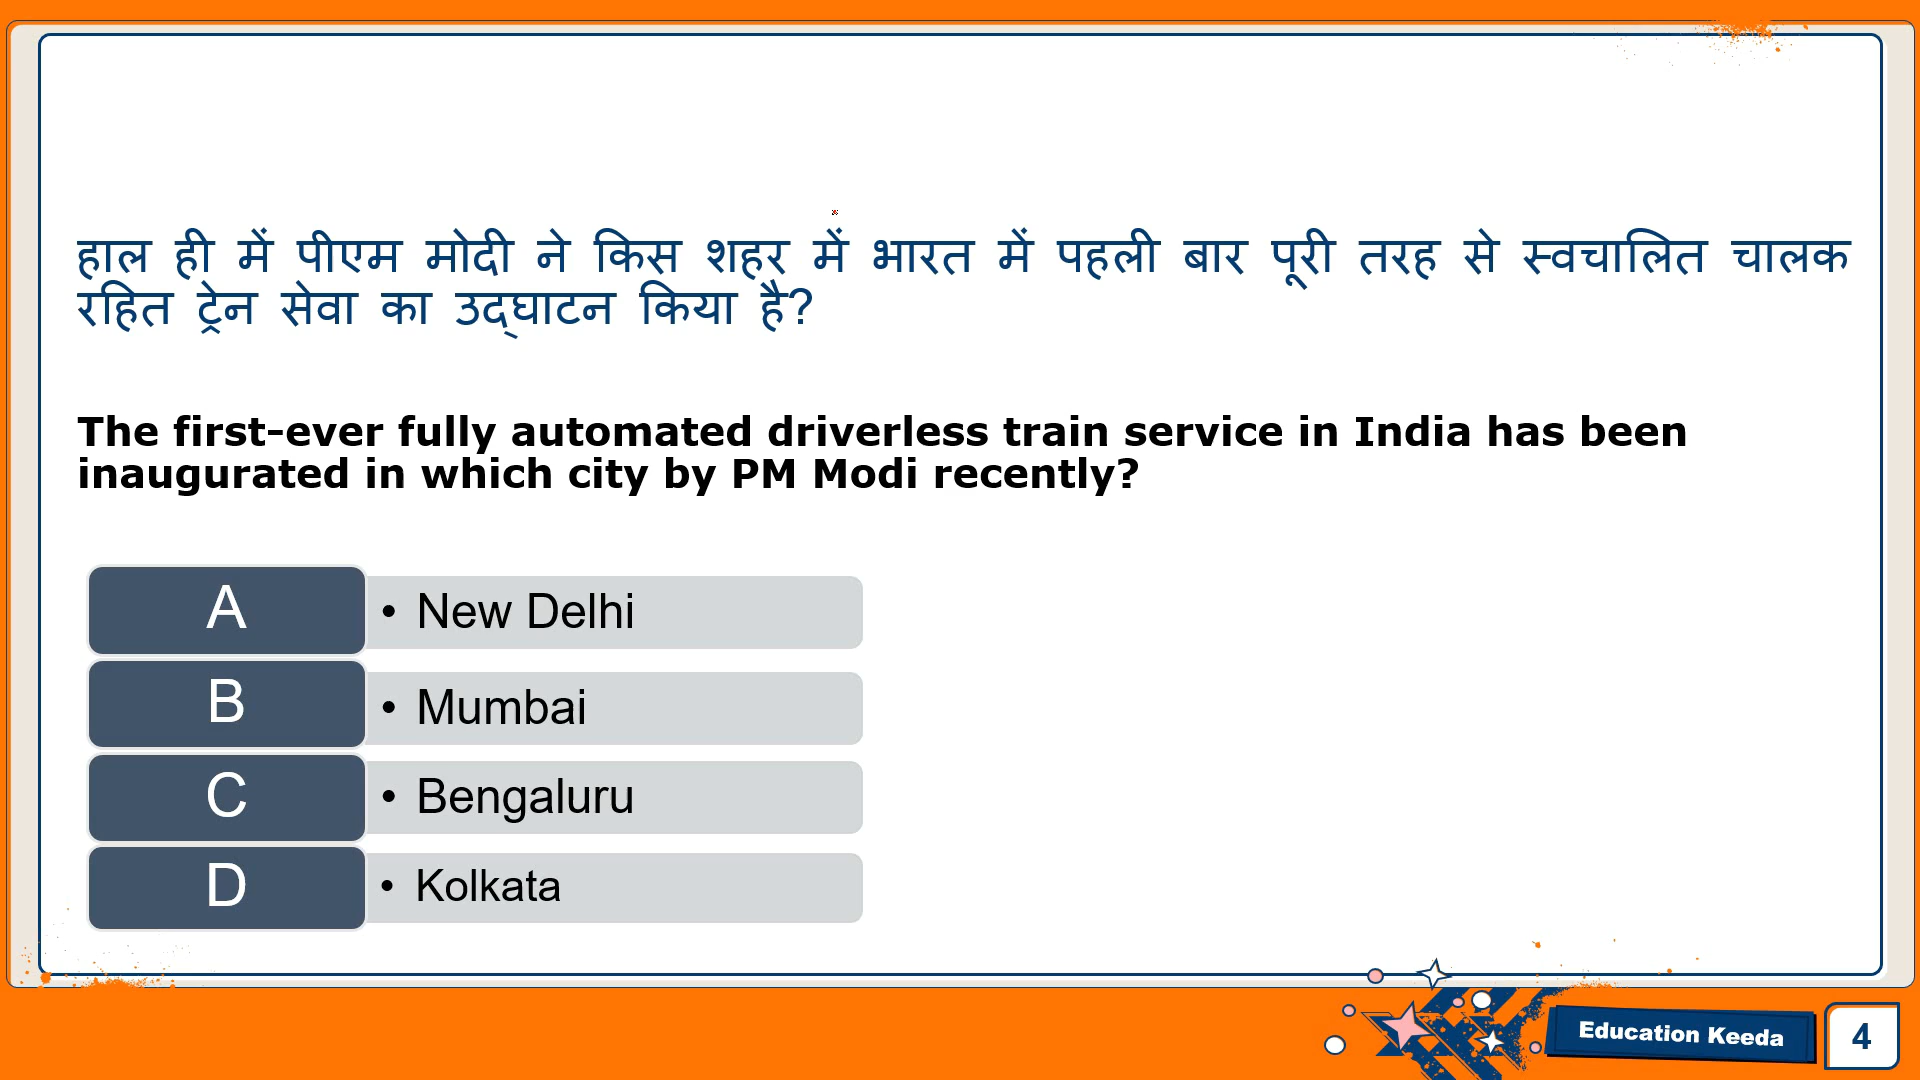 हाल ही में पीएम मोदी ने किस शहर में भारत में पहली बार पूरी तरह से स्वचालित चालक
रहित ट्रेन सेवा का उद्घाटन किया है?
The first-ever fully automated driverless train service in India has been
inaugurated in which city by PM Modi recently?
A • New Delhi
B • Mumbai
C • Bengaluru
D • Kolkata
Education Keeda 4